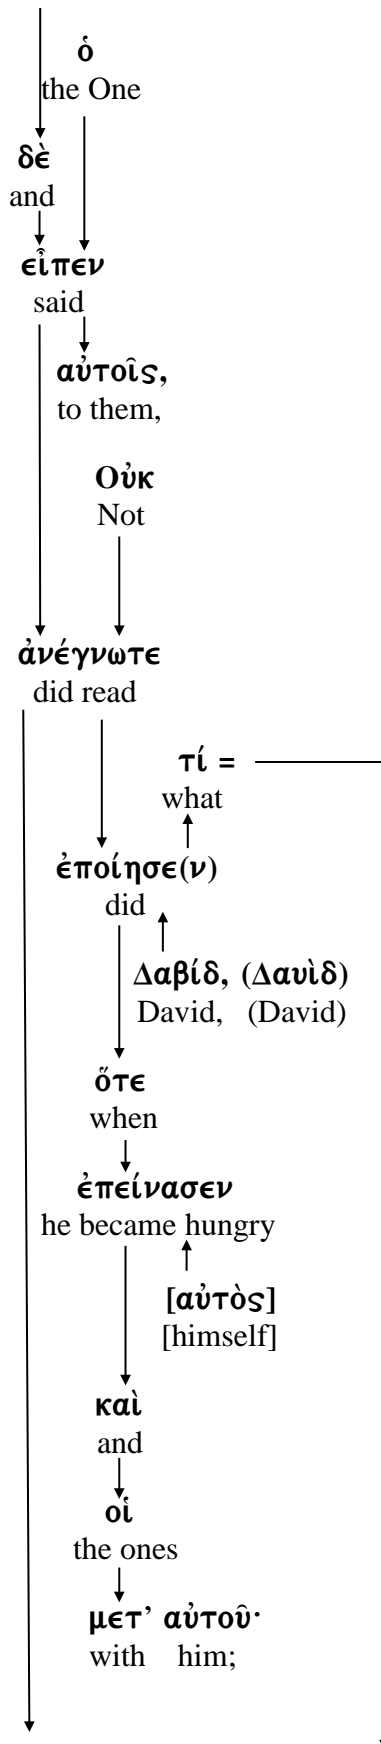 ὁ
the One
δὲ
and
εἶπεν
said
αὐτοῖς,
to them,
Οὐκ
Not
ἀνέγνωτε
did read
τί =
what
ἐποίησε(ν)
did
Δαβίδ, (Δαυὶδ)
David, (David)
ὅτε
when
ἐπείνασεν
he became hungry
[αὐτὸς]
[himself]
καὶ
and
οἱ
the ones
μετ’ αὐτοῦ·
with him;